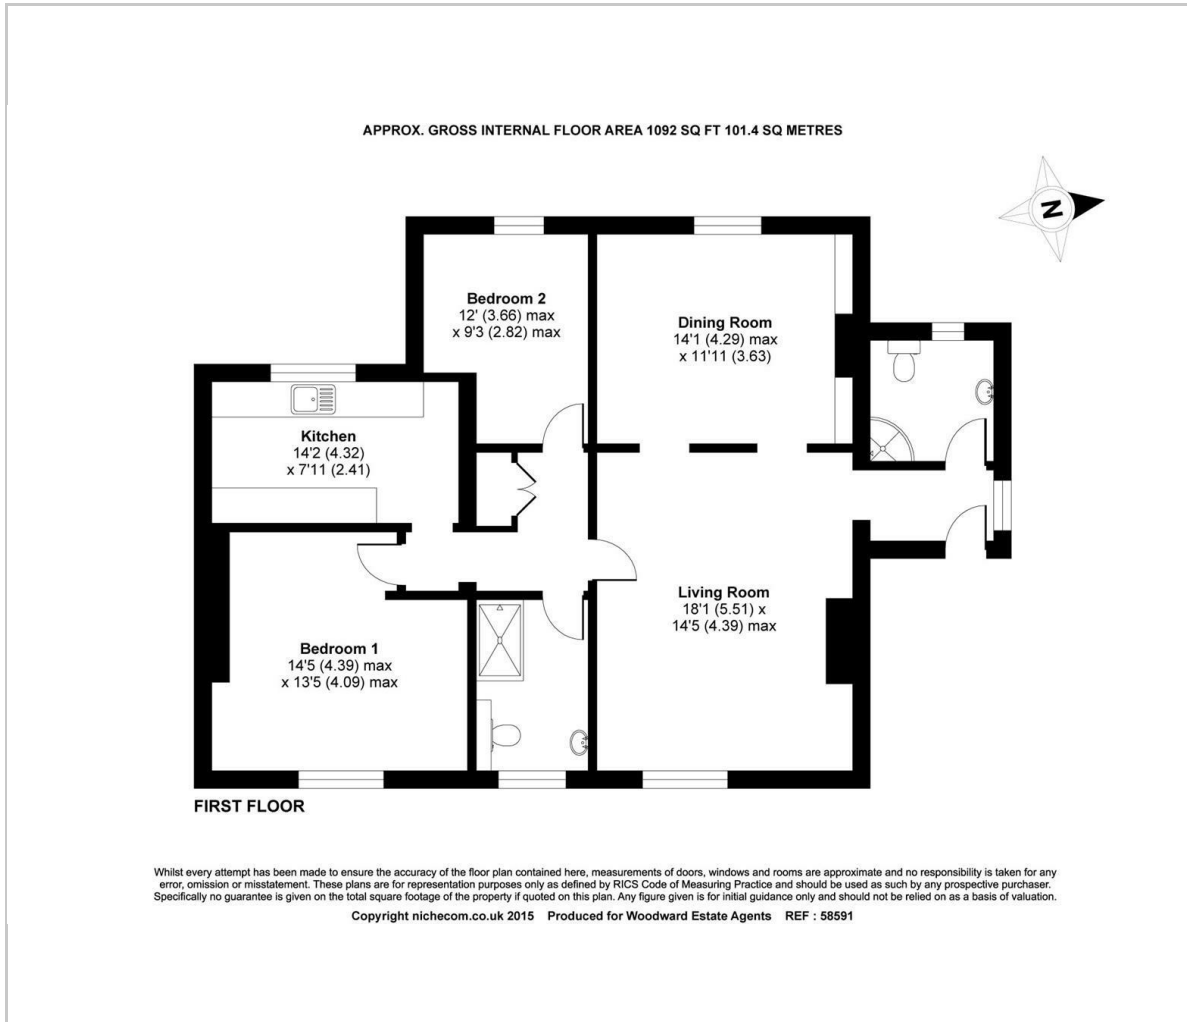 APPROX. GROSS INTERNAL FLOOR AREA 1092 SQ FT 101.4 SQ METRES
N
Bedroom 2
12' (3.66) max
x 9'3 (2.82) max
Dining Room
14'1 (4.29) max
x 11'11 (3.63)
Kitchen
14'2 (4.32)
x 7'11 (2.41)
Living Room
18'1 (5.51) x
14'5 (4.39) max
Bedroom 1
14'5 (4.39) max
x 13'5 (4.09) max
FIRST FLOOR
Whilst every attempt has been made to ensure the accuracy of the floor plan contained here, measurements of doors, windows and rooms are approximate and no responsibility is taken for any
error, omission or misstatement. These plans are for representation purposes only as defined by RICS Code of Measuring Practice and should be used as such by any prospective purchaser.
Specifically no guarantee is given on the total square footage of the property if quoted on this plan. Any figure given is for initial guidance only and should not be relied on as a basis of valuation.
Copyright nichecom.co.uk 2015 Produced for Woodward Estate Agents REF : 58591